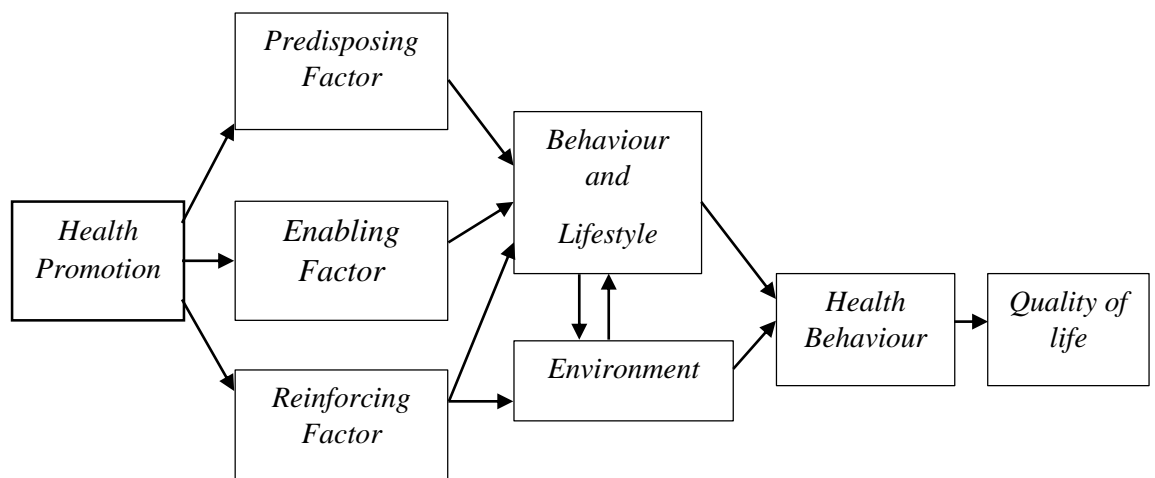 Predisposing
Factor
Behaviour
and
Lifestyle
Health
Promotion
Enabling
Factor
Health
Behaviour
Quality of
life
Environment
Reinforcing
Factor